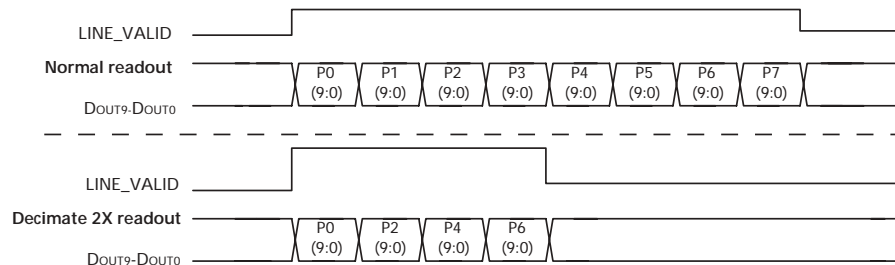 LINE_VALID
Normal readout
P0 P1 P2 P3 P4 P5 P6 P7
(9:0) (9:0) (9:0) (9:0) (9:0) (9:0) (9:0) (9:0)
DOUT9-DOUT0
LINE_VALID
Decimate 2X readout
P0 P2 P4 P6
(9:0) (9:0) (9:0) (9:0)
DOUT9-DOUT0